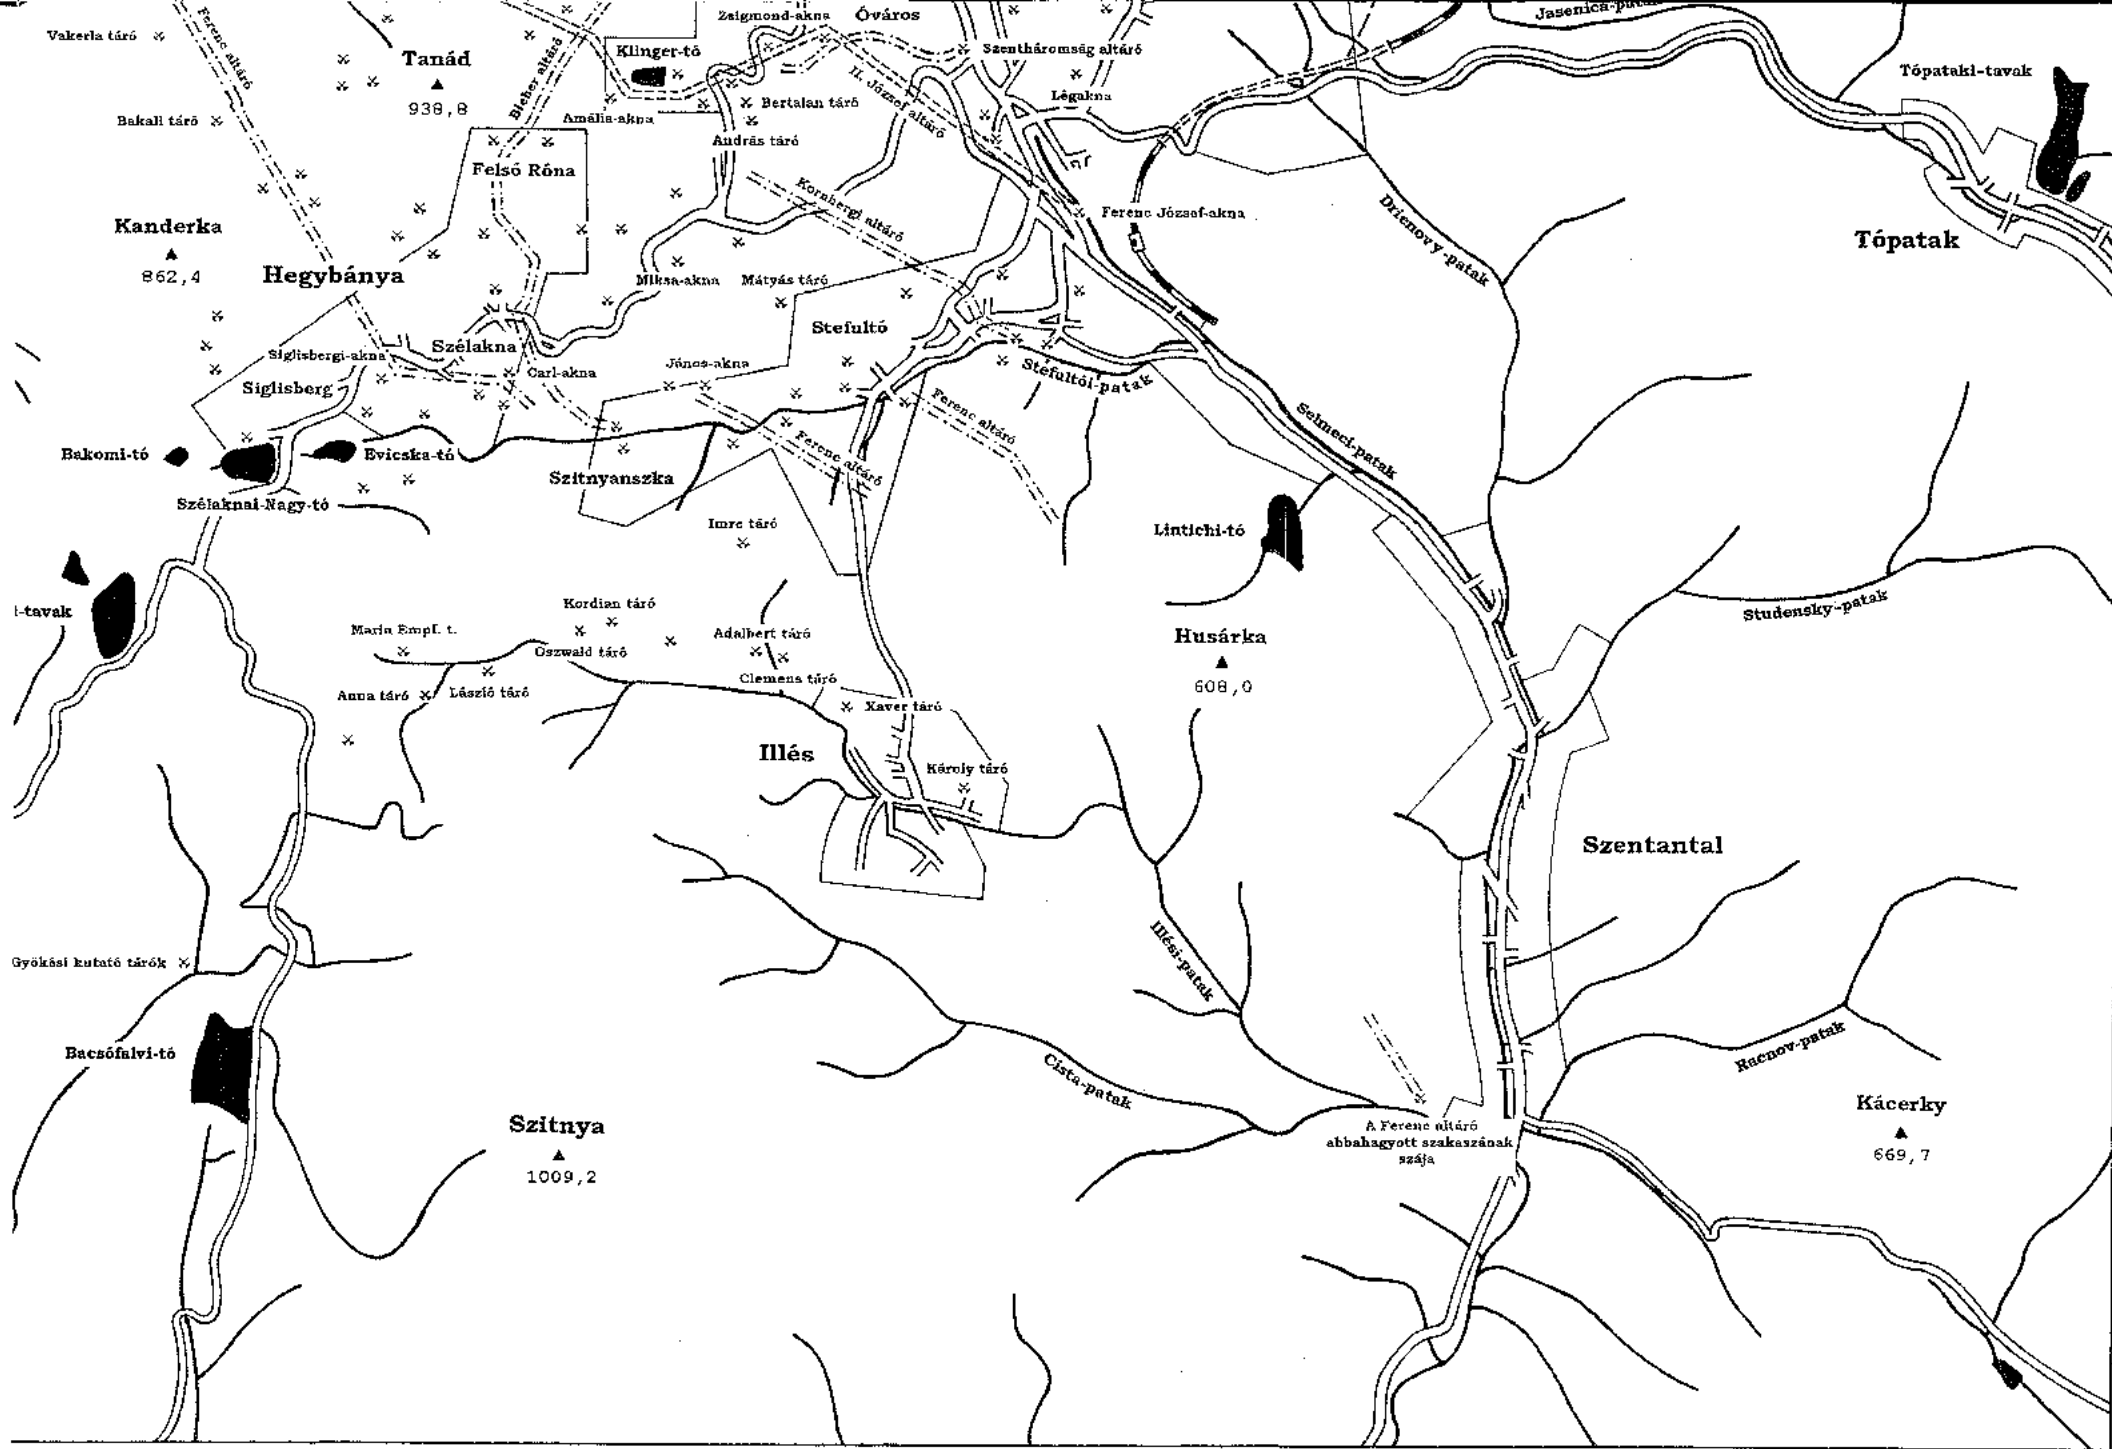 Zsigmond-akna
Óváros
Jasenica-patak
Vakerla táró
Ferenc altáró
Tanád
938,8
Bieber altáró
Klinger-tó
Szentháromság altáró
Tópataki-tavak
II. József altáró
Légakna
Bertalan táró
Amália-akna
Bakali táró
András táró
Felső Róna
Kornbergi altáró
Ferenc József-akna
Drienovy-patak
Kanderka
862,4
Tópatak
Hegybánya
Miksa-akna
Mátyás táró
Stefultó
Szélakna
Siglisbergi-akna
János-akna
Carl-akna
Stefultói-patak
Siglisberg
Ferenc altáró
Selmeci-patak
Ferenc altáró
Bakomi-tó
Evicska-tó
Szitnyanszka
Szélaknai-Nagy-tó
Imre táró
Lintichi-tó
Kordian táró
i-tavak
Studensky-patak
Maria Empf. t.
Adalbert táró
Oszwald táró
Husárka
608,0
Clemens táró
Anna táró
László táró
Xaver táró
Illés
Károly táró
Szentantal
Illési-patak
Gyökési kutató tárók
Bacsófalvi-tó
Racnov-patak
Cista-patak
Szitnya
1009,2
Kácerky
669,7
A Ferenc altáró
abbahagyott szakaszának
szája